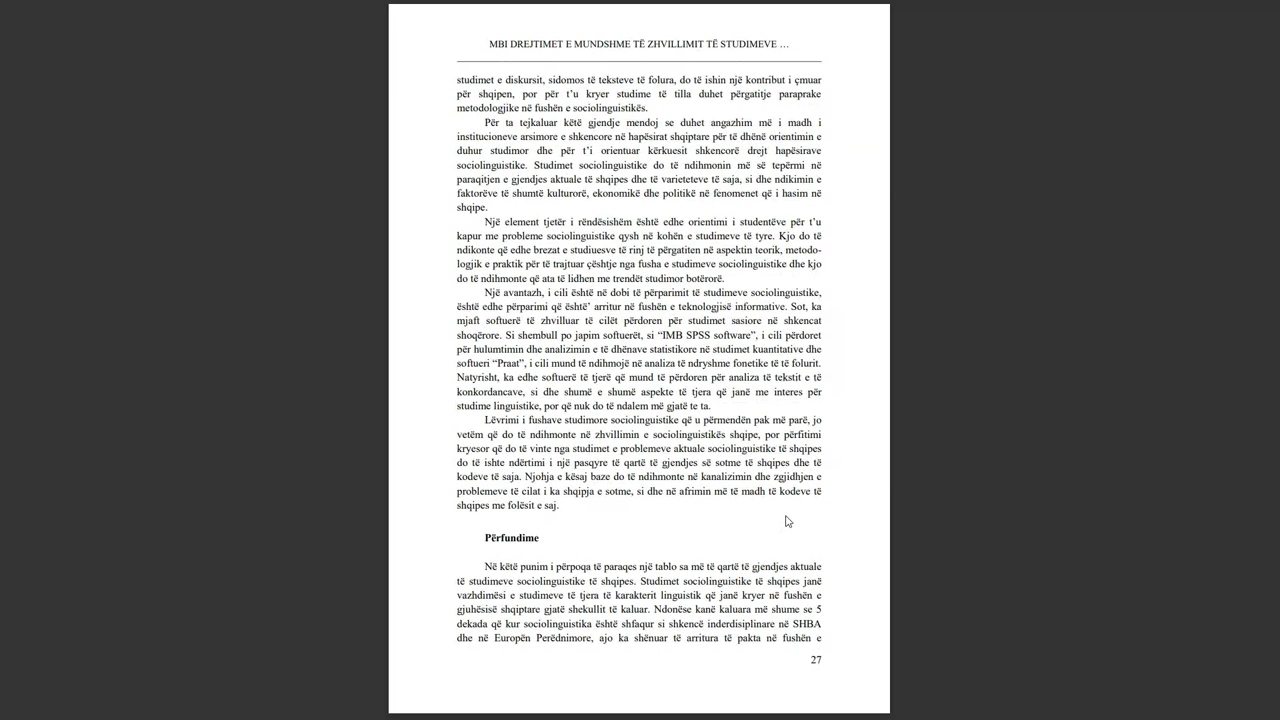 MBI DREJTIMET E MUNDSHME TË ZHVILLIMIT TË STUDIMEVE …
studimet e diskursit, sidomos të teksteve të folura, do të ishin një kontribut i çmuar
për shqipen, por për t’u kryer studime të tilla duhet përgatitje paraprake
metodologjike në fushën e sociolinguistikës.
Për ta tejkaluar këtë gjendje mendoj se duhet angazhim më i madh i
institucioneve arsimore e shkencore në hapësirat shqiptare për të dhënë orientimin e
duhur studimor dhe për t’i orientuar kërkuesit shkencorë drejt hapësirave
sociolinguistike. Studimet sociolinguistike do të ndihmonin më së tepërmi në
paraqitjen e gjendjes aktuale të shqipes dhe të varieteteve të saja, si dhe ndikimin e
faktorëve të shumtë kulturorë, ekonomikë dhe politikë në fenomenet që i hasim në
shqipe.
Një element tjetër i rëndësishëm është edhe orientimi i studentëve për t’u
kapur me probleme sociolinguistike qysh në kohën e studimeve të tyre. Kjo do të
ndikonte që edhe brezat e studiuesve të rinj të përgatiten në aspektin teorik, metodo-
logjik e praktik për të trajtuar çështje nga fusha e studimeve sociolinguistike dhe kjo
do të ndihmonte që ata të lidhen me trendët studimor botërorë.
Një avantazh, i cili është në dobi të përparimit të studimeve sociolinguistike,
është edhe përparimi që është’ arritur në fushën e teknologjisë informative. Sot, ka
mjaft softuerë të zhvilluar të cilët përdoren për studimet sasiore në shkencat
shoqërore. Si shembull po japim softuerët, si “IMB SPSS software”, i cili përdoret
për hulumtimin dhe analizimin e të dhënave statistikore në studimet kuantitative dhe
softueri “Praat”, i cili mund të ndihmojë në analiza të ndryshme fonetike të të folurit.
Natyrisht, ka edhe softuerë të tjerë që mund të përdoren për analiza të tekstit e të
konkordancave, si dhe shumë e shumë aspekte të tjera që janë me interes për
studime linguistike, por që nuk do të ndalem më gjatë te ta.
Lëvrimi i fushave studimore sociolinguistike që u përmendën pak më parë, jo
vetëm që do të ndihmonte në zhvillimin e sociolinguistikës shqipe, por përfitimi
kryesor që do të vinte nga studimet e problemeve aktuale sociolinguistike të shqipes
do të ishte ndërtimi i një pasqyre të qartë të gjendjes së sotme të shqipes dhe të
kodeve të saja. Njohja e kësaj baze do të ndihmonte në kanalizimin dhe zgjidhjen e
problemeve të cilat i ka shqipja e sotme, si dhe në afrimin më të madh të kodeve të
shqipes me folësit e saj.
Përfundime
Në këtë punim i përpoqa të paraqes një tablo sa më të qartë të gjendjes aktuale
të studimeve sociolinguistike të shqipes. Studimet sociolinguistike të shqipes janë
vazhdimësi e studimeve të tjera të karakterit linguistik që janë kryer në fushën e
gjuhësisë shqiptare gjatë shekullit të kaluar. Ndonëse kanë kaluara më shume se 5
dekada që kur sociolinguistika është shfaqur si shkencë inderdisiplinare në SHBA
dhe në Europën Perëdnimore, ajo ka shënuar të arritura të pakta në fushën e
27